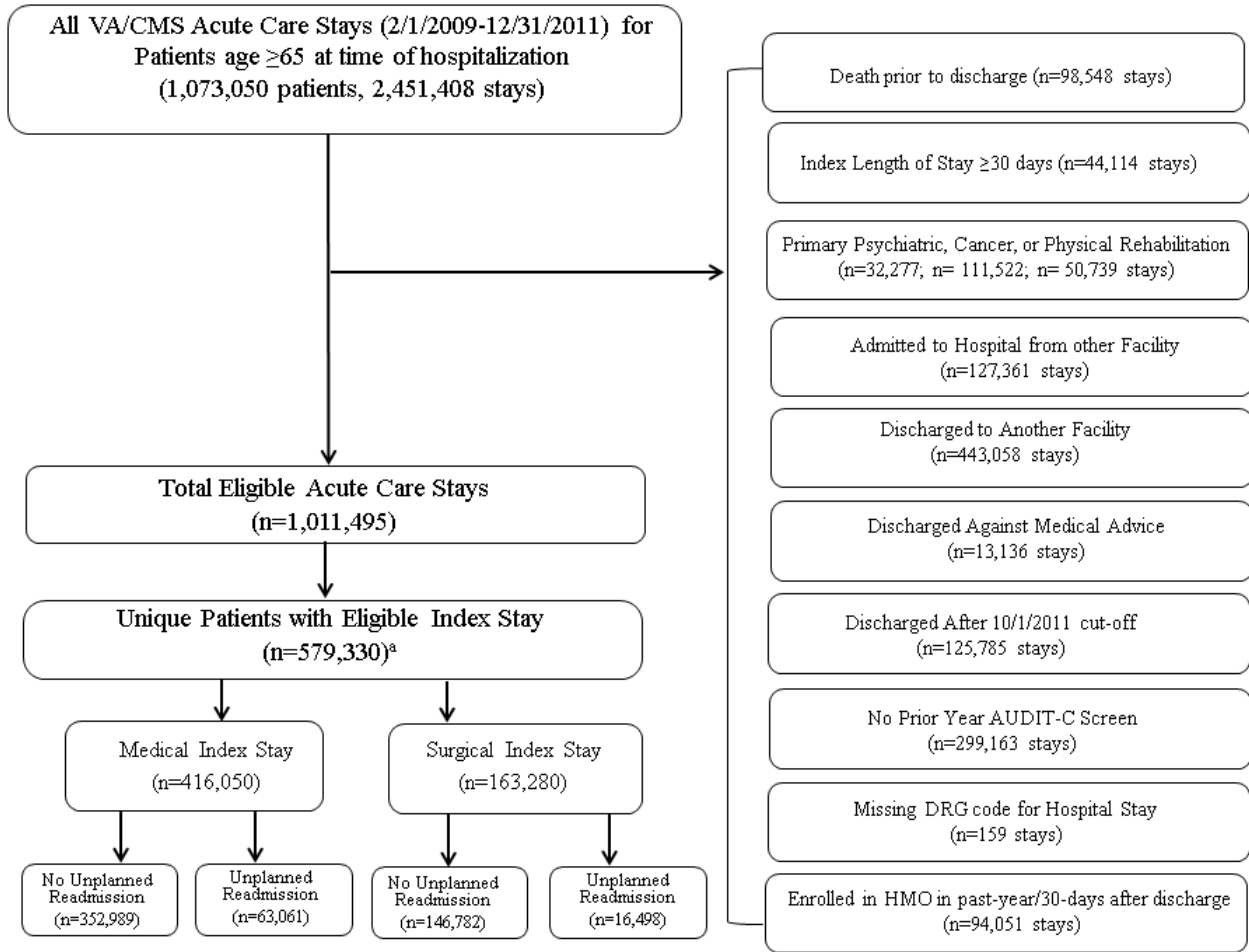 All VA/CMS Acute Care Stays (2/1/2009-12/31/2011) for
Patients age ≥65 at time of hospitalization
(1,073,050 patients, 2,451,408 stays)
Death prior to discharge (n=98,548 stays)
Index Length of Stay ≥30 days (n=44,114 stays)
Primary Psychiatric, Cancer, or Physical Rehabilitation
(n=32,277; n= 111,522; n= 50,739 stays)
Admitted to Hospital from other Facility
(n=127,361 stays)
Discharged to Another Facility
(n=443,058 stays)
Discharged Against Medical Advice
(n=13,136 stays)
Discharged After 10/1/2011 cut-off
(n=125,785 stays)
No Prior Year AUDIT-C Screen
(n=299,163 stays)
Missing DRG code for Hospital Stay
(n=159 stays)
Enrolled in HMO in past-year/30-days after discharge
(n=94,051 stays)
Total Eligible Acute Care Stays
(n=1,011,495)
Unique Patients with Eligible Index Stay
(n=579,330)ᵃ
Medical Index Stay
(n=416,050)
Surgical Index Stay
(n=163,280)
No Unplanned
Readmission
(n=352,989)
Unplanned
Readmission
(n=63,061)
No Unplanned
Readmission
(n=146,782)
Unplanned
Readmission
(n=16,498)